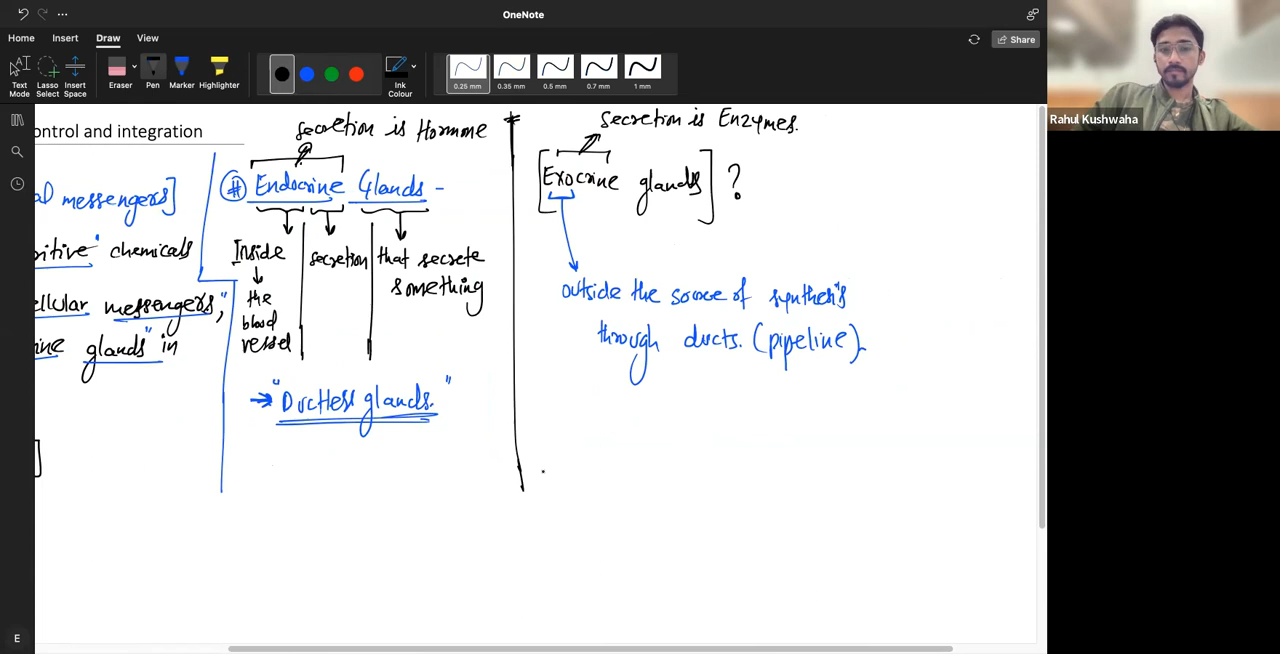 OneNote
Home Insert Draw View
Share
Text Mode
Lasso Select
Insert Space
Eraser
Pen
Marker
Highlighter
Ink Colour
0.25 mm
0.35 mm
0.5 mm
0.7 mm
1 mm
Rahul Kushwaha
ontrol and integration
al messengers]
nitive" chemicals
ellular messengers,"
ine glands" in
]
secretion is Hormone
# Endocrine Glands -
Inside
the
blood
vessel
secretion
that secrete
something
→ "Ductless glands."
* secretion is Enzymes.
[Exocrine glands] ?
outside the source of synthesis
through ducts. (pipeline).
E